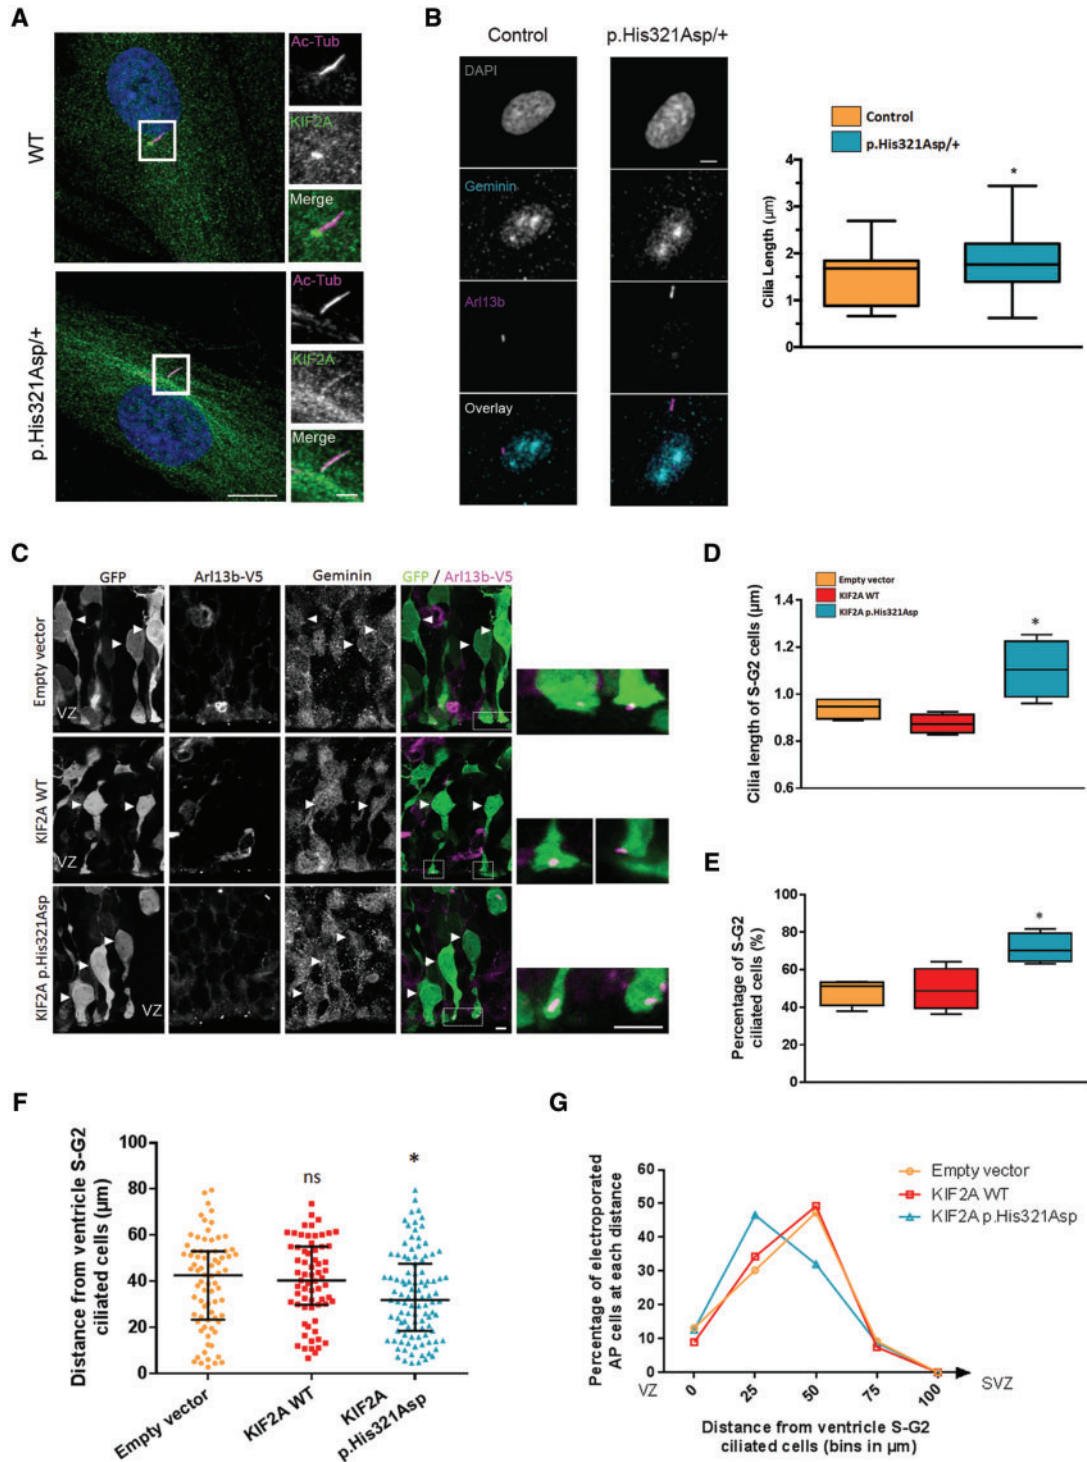 A
WT
Ac-Tub
KIF2A
Merge
p.His321Asp/+
Ac-Tub
KIF2A
Merge
B
Control
p.His321Asp/+
DAPI
Geminin
Arl13b
Overlay
Control
p.His321Asp/+
Cilia Length (μm)
4
3
2
1
0
*
C
GFP
Arl13b-V5
Geminin
GFP / Arl13b-V5
Empty vector
VZ
KIF2A WT
VZ
KIF2A p.His321Asp
VZ
D
Empty vector
KIF2A WT
KIF2A p.His321Asp
Cilia length of S-G2 cells (μm)
1.4
1.2
1.0
0.8
0.6
*
E
Percentage of S-G2
ciliated cells (%)
100
80
60
40
20
0
*
F
Distance from ventricle S-G2
ciliated cells (μm)
100
80
60
40
20
0
ns
*
Empty vector
KIF2A WT
KIF2A
p.His321Asp
G
Percentage of electroporated
AP cells at each distance
60
50
40
30
20
10
0
Empty vector
KIF2A WT
KIF2A p.His321Asp
VZ
0
25
50
75
100
SVZ
Distance from ventricle S-G2
ciliated cells (bins in μm)